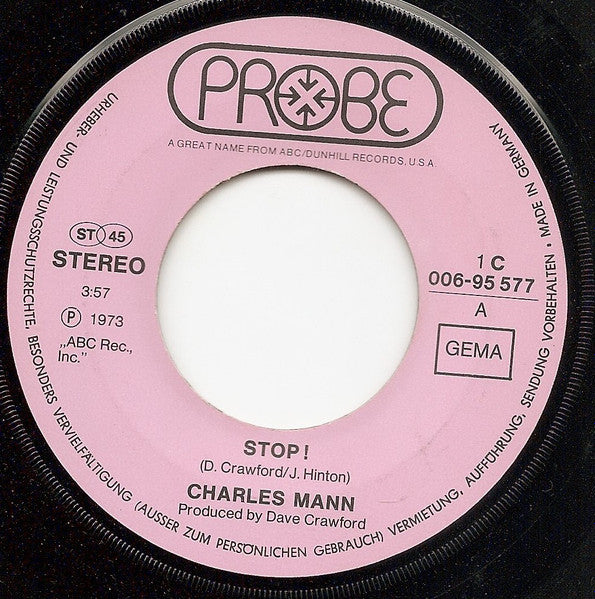 PROBE
A GREAT NAME FROM ABC/DUNHILL RECORDS, U.S.A.
ST 45
STEREO
3:57
Ⓟ 1973
„ABC Rec.,
Inc.”
1 C
006-95 577
A
GEMA
STOP!
(D. Crawford/J. Hinton)
CHARLES MANN
Produced by Dave Crawford
URHEBER- UND LEISTUNGSSCHUTZRECHTE, BESONDERS VERVIELFÄLTIGUNG (AUSSER ZUM PERSÖNLICHEN GEBRAUCH) VERMIETUNG, AUFFÜHRUNG, SENDUNG VORBEHALTEN • MADE IN GERMANY